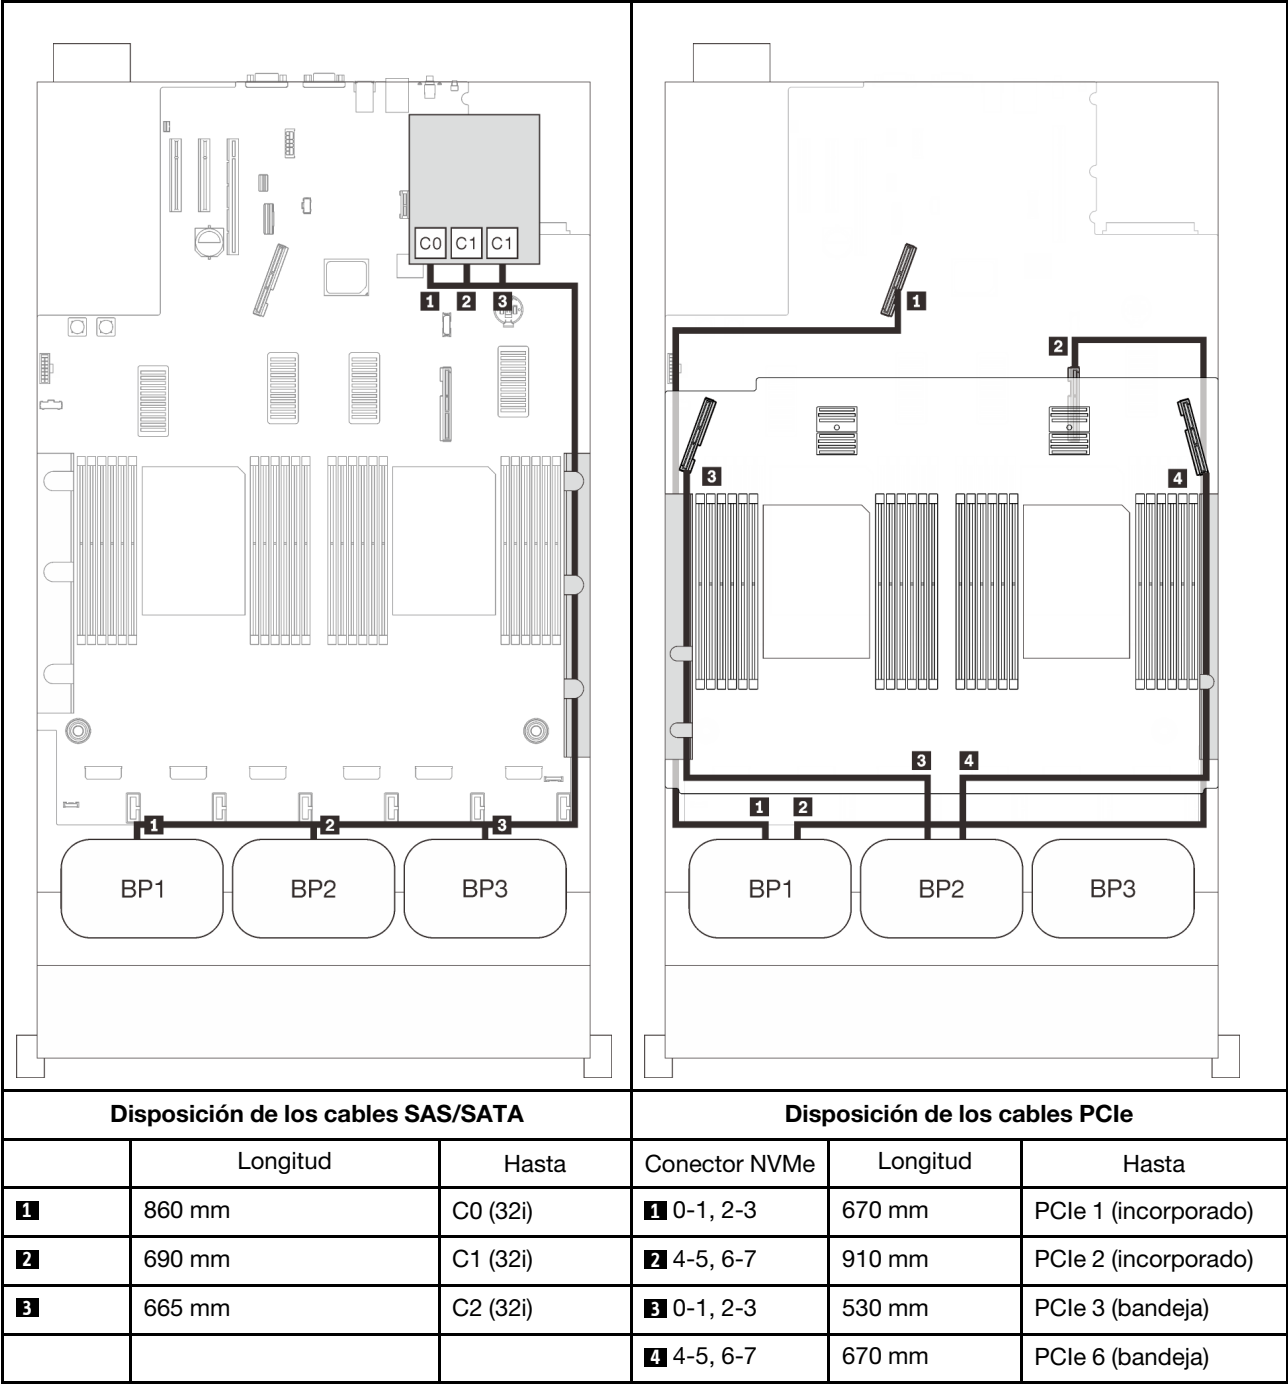 C0 C1 C1
1 2 3
1 2 3
BP1 BP2 BP3
1
2
3 4
3 4
1 2
BP1 BP2 BP3
Disposición de los cables SAS/SATA
Disposición de los cables PCIe
Longitud Hasta Conector NVMe Longitud Hasta
1 860 mm C0 (32i) 1 0-1, 2-3 670 mm PCIe 1 (incorporado)
2 690 mm C1 (32i) 2 4-5, 6-7 910 mm PCIe 2 (incorporado)
3 665 mm C2 (32i) 3 0-1, 2-3 530 mm PCIe 3 (bandeja)
4 4-5, 6-7 670 mm PCIe 6 (bandeja)